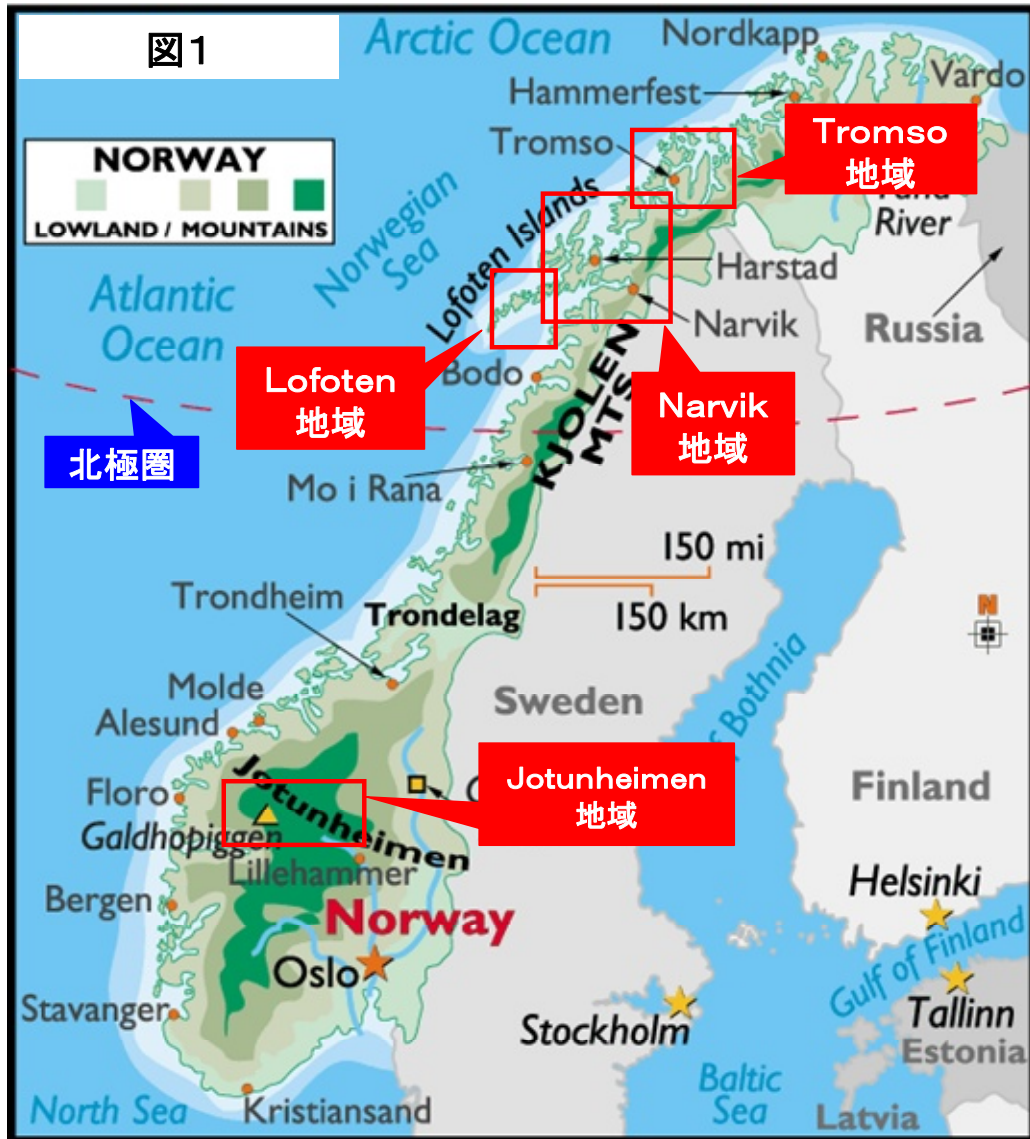 図1
Arctic Ocean
Nordkapp
Vardo
Hammerfest
Tromso
Tromso
地域
NORWAY
LOWLAND / MOUNTAINS
River
Norwegian
Sea
Lofoten Islands
Harstad
Narvik
Russia
Atlantic
Ocean
Lofoten
地域
Bodo
KJOLEN
MTS
Narvik
地域
北極圏
Mo i Rana
150 mi
150 km
Trondheim
Trondelag
N
Sweden
of Bothnia
Molde
Alesund
Jotunheimen
地域
Jotunheimen
Floro
Galdhopiggen
Lillehammer
Finland
Bergen
Norway
Helsinki
Oslo
Gulf of Finland
Stavanger
Stockholm
Tallinn
Estonia
Baltic
Sea
North Sea
Kristiansand
Latvia